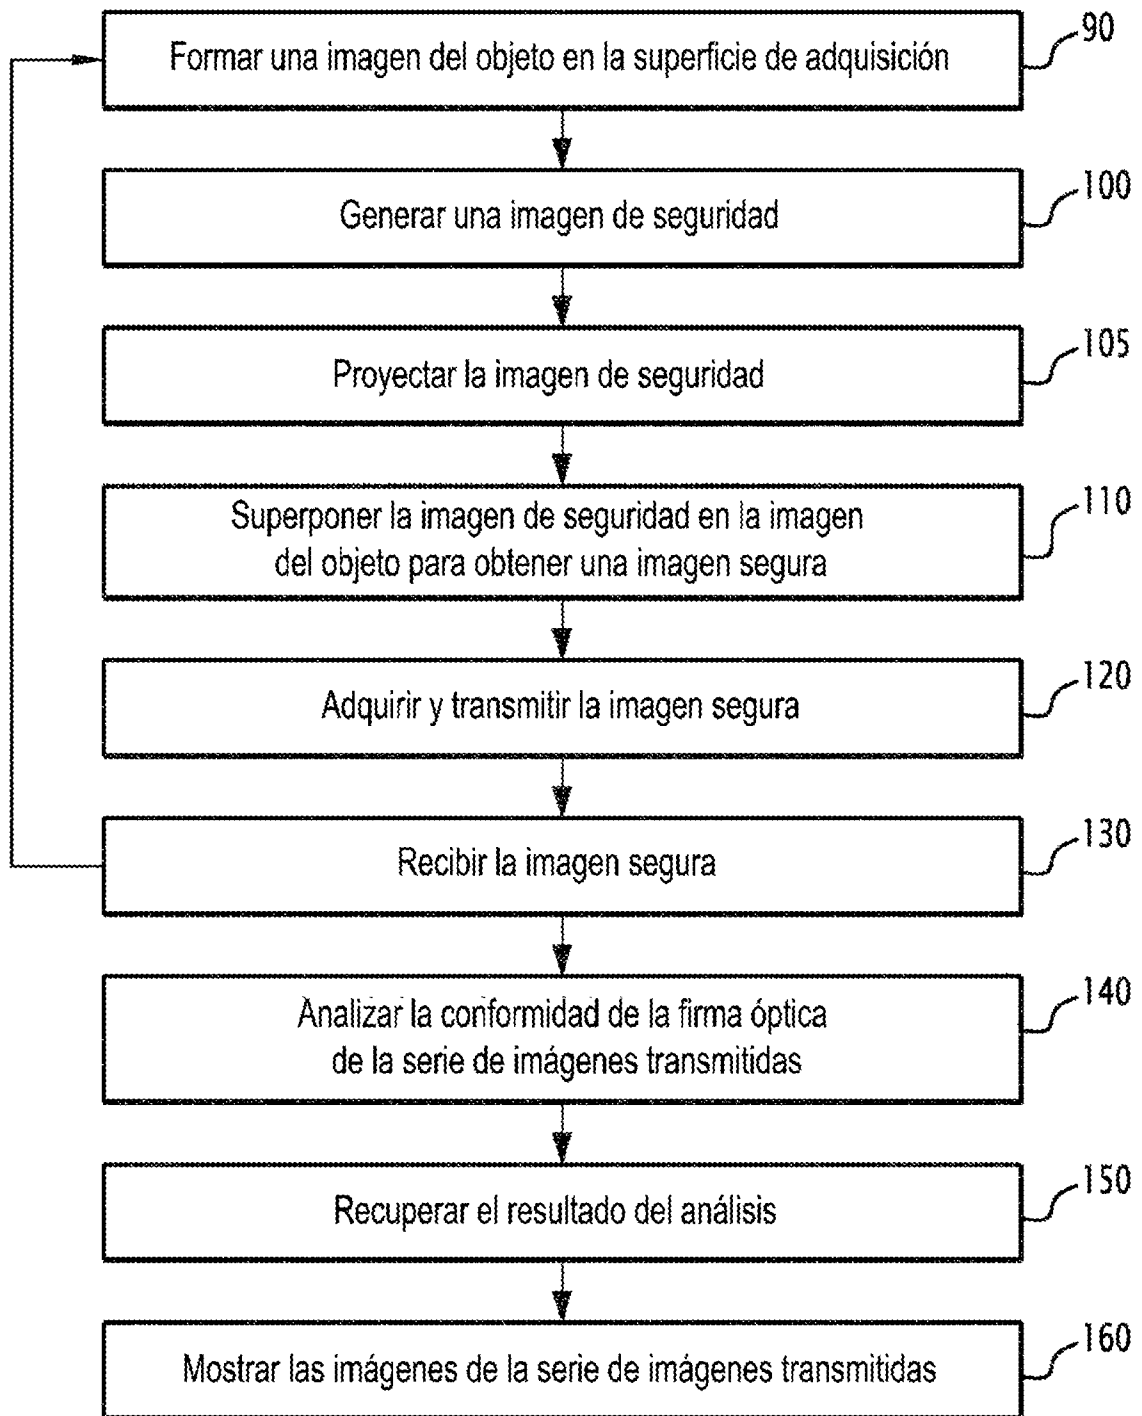 90
Formar una imagen del objeto en la superficie de adquisición
100
Generar una imagen de seguridad
105
Proyectar la imagen de seguridad
110
Superponer la imagen de seguridad en la imagen
del objeto para obtener una imagen segura
120
Adquirir y transmitir la imagen segura
130
Recibir la imagen segura
140
Analizar la conformidad de la firma óptica
de la serie de imágenes transmitidas
150
Recuperar el resultado del análisis
160
Mostrar las imágenes de la serie de imágenes transmitidas